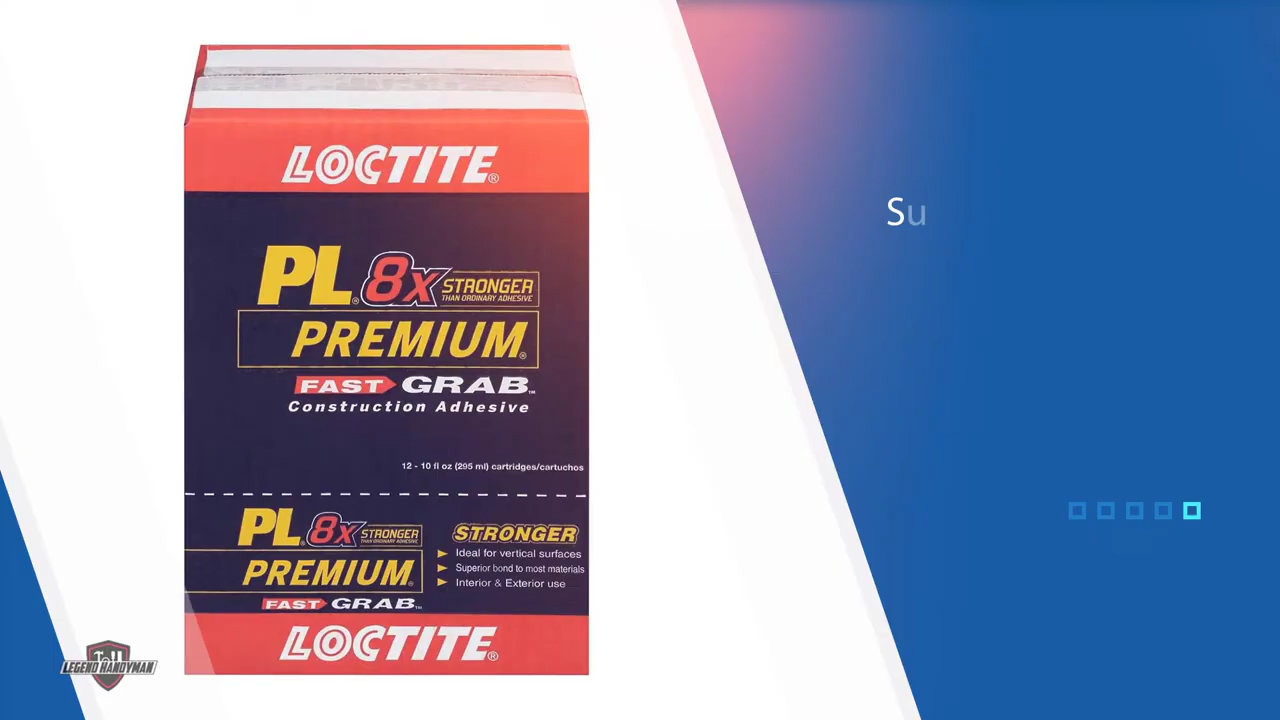 LOCTITE®
PL® 8x STRONGER
THAN ORDINARY ADHESIVE
PREMIUM®
FAST GRAB™
Construction Adhesive
12 - 10 fl oz (295 ml) cartridges/cartuchos
PL® 8x STRONGER
THAN ORDINARY ADHESIVE
PREMIUM®
FAST GRAB™
STRONGER
Ideal for vertical surfaces
Superior bond to most materials
Interior & Exterior use
LOCTITE®
Su
LEGEND HANDYMAN